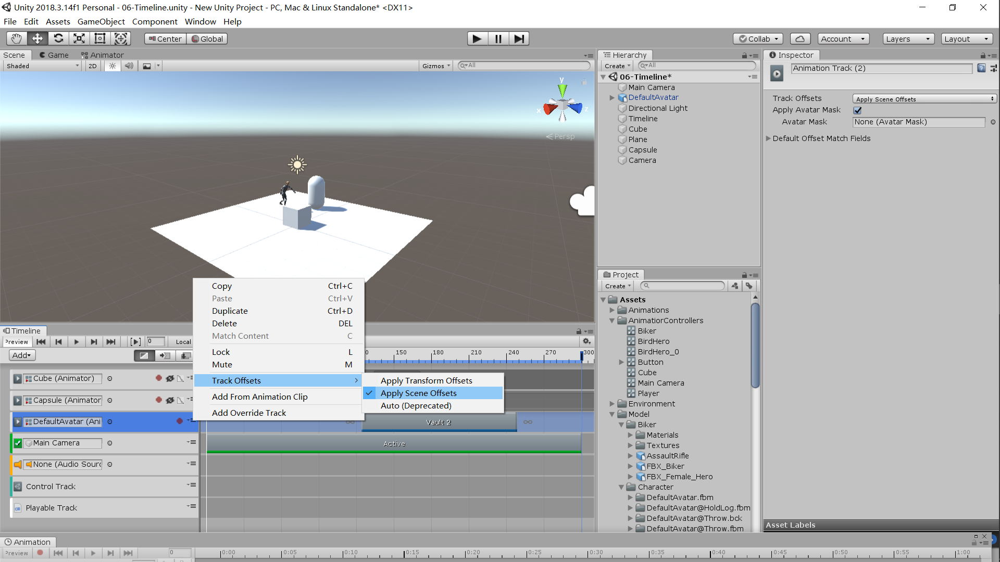 Unity 2018.3.14f1 Personal - 06-Timeline.unity - New Unity Project - PC, Mac & Linux Standalone* <DX11>
File Edit Assets GameObject Component Window Help
Center Global
Collab Account Layers Layout
Scene Game Animator
Shaded 2D Gizmos All
y
x
z
Persp
Hierarchy
Create All
06-Timeline*
Main Camera
DefaultAvatar
Directional Light
Timeline
Cube
Plane
Capsule
Camera
Inspector
Animation Track (2)
Track Offsets Apply Scene Offsets
Apply Avatar Mask
Avatar Mask None (Avatar Mask)
Default Offset Match Fields
Asset Labels
Project
Create
Assets
Animations
AnimatiorControllers
Biker
BirdHero
BirdHero_0
Button
Cube
Main Camera
Player
Environment
Model
Biker
Materials
Textures
AssaultRifle
FBX_Biker
FBX_Female_Hero
Character
DefaultAvatar.fbm
DefaultAvatar@HoldLog.fbm
DefaultAvatar@Throw.bck
DefaultAvatar@Throw.fbm
Timeline
Preview 0 Local
Add
0 150 180 210 240 270 300
Cube (Animator)
Capsule (Animator
DefaultAvatar (Ani
Main Camera
None (Audio Sourc
Control Track
Playable Track
Vault 2
Active
Copy Ctrl+C
Paste Ctrl+V
Duplicate Ctrl+D
Delete DEL
Match Content C
Lock L
Mute M
Track Offsets
Add From Animation Clip
Add Override Track
Apply Transform Offsets
Apply Scene Offsets
Auto (Deprecated)
Animation
Preview 0
0:00 0:05 0:10 0:15 0:20 0:25 0:30 0:35 0:40 0:45 0:50 0:55 1:00